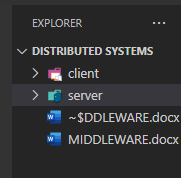 EXPLORER
DISTRIBUTED SYSTEMS
client
server
~$DDLEWARE.docx
MIDDLEWARE.docx